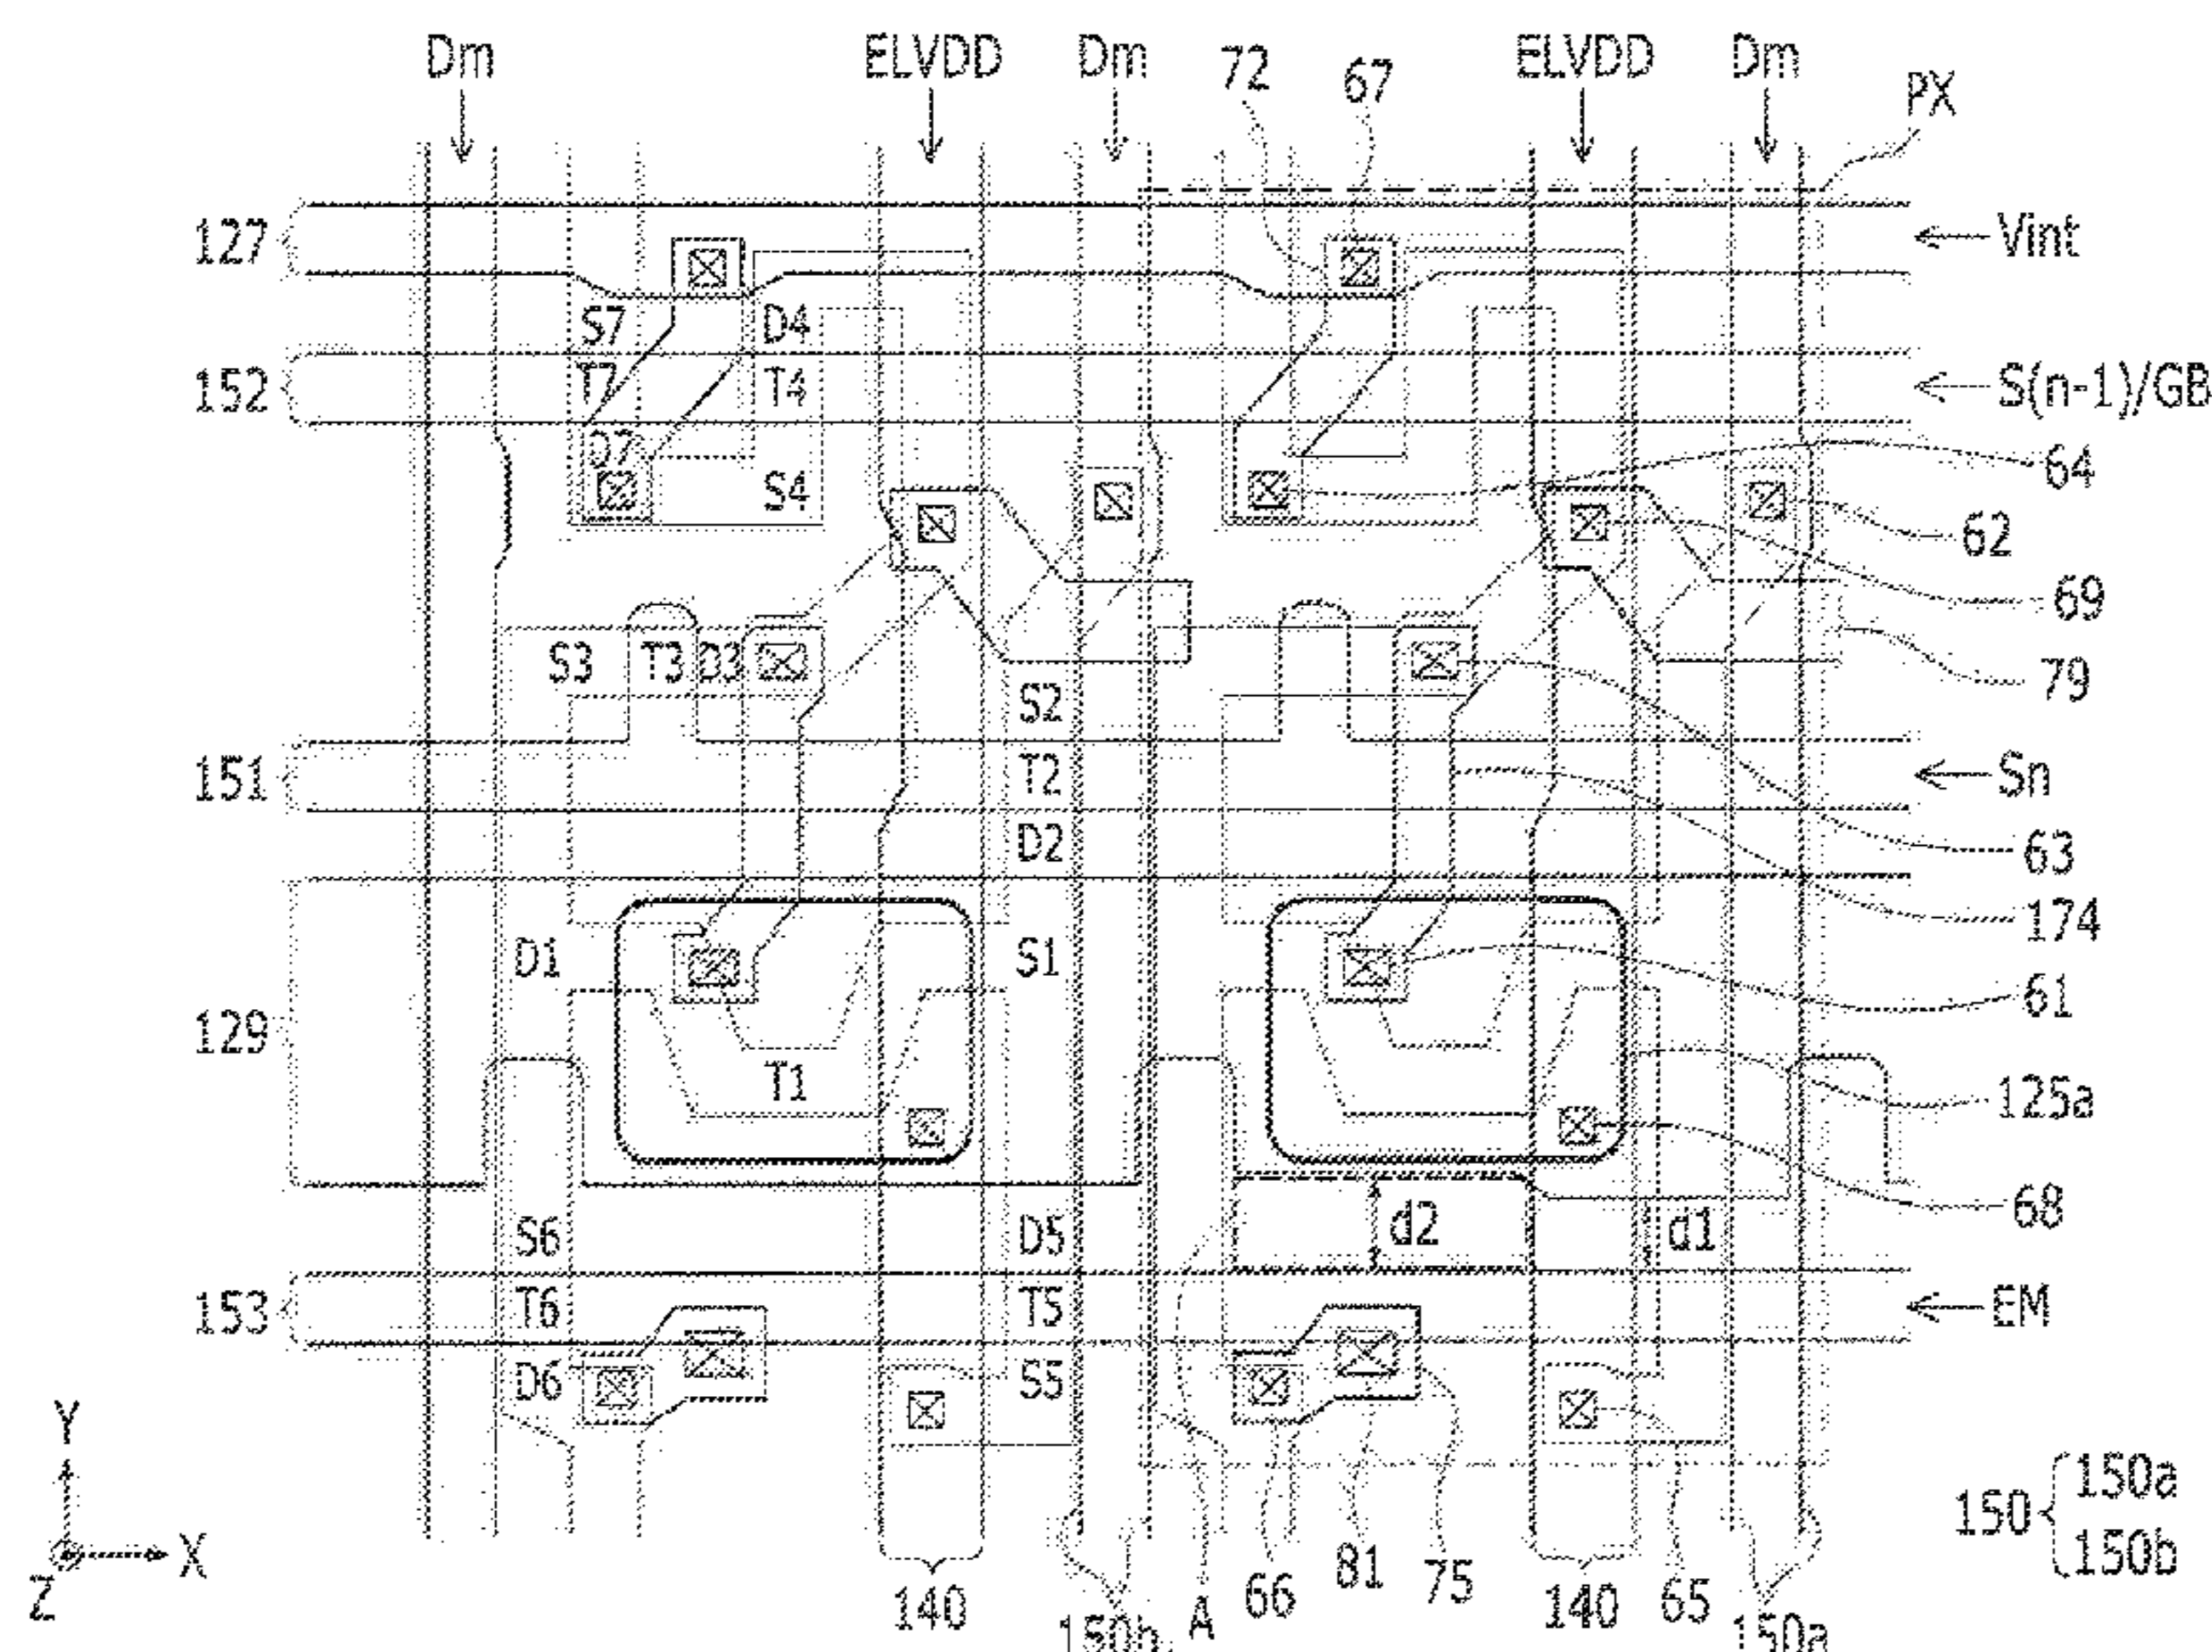 Dm ELVDD Dm 72 67 ELVDD Dm PX
127 Vint
S7 D4
152 T7 T4 S(n-1)/GB
D7 64
S4
62
69
S3 T3 D3 79
S2
151 T2 Sn
D2 63
174
D1 S1 61
129
T1 125a
68
S6 D5 d2 d1
153 T6 T5 EM
D6 S5
Y
X
Z
150 150a
150b
140 150b A 66 81 75 140 65 150a